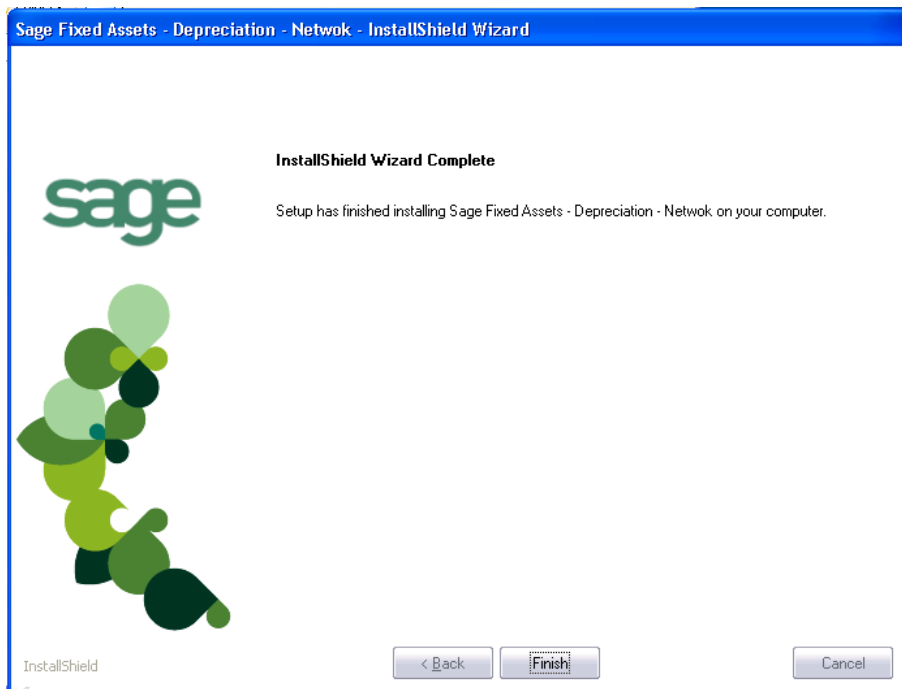 Sage Fixed Assets - Depreciation - Netwok - InstallShield Wizard
InstallShield Wizard Complete
sage
Setup has finished installing Sage Fixed Assets - Depreciation - Netwok on your computer.
InstallShield
< Back
Finish
Cancel